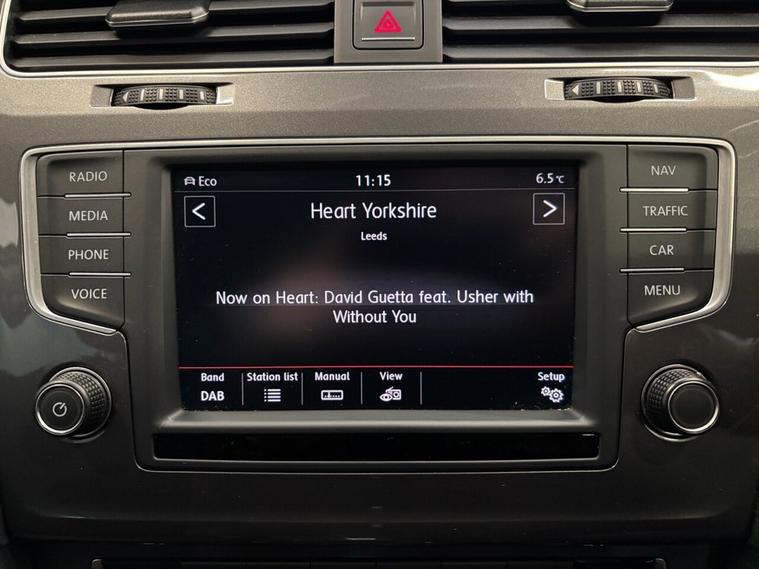 RADIO
MEDIA
PHONE
VOICE
Eco 11:15 6.5°C
Heart Yorkshire
Leeds
Now on Heart: David Guetta feat. Usher with
Without You
Band Station list Manual View Setup
DAB
NAV
TRAFFIC
CAR
MENU